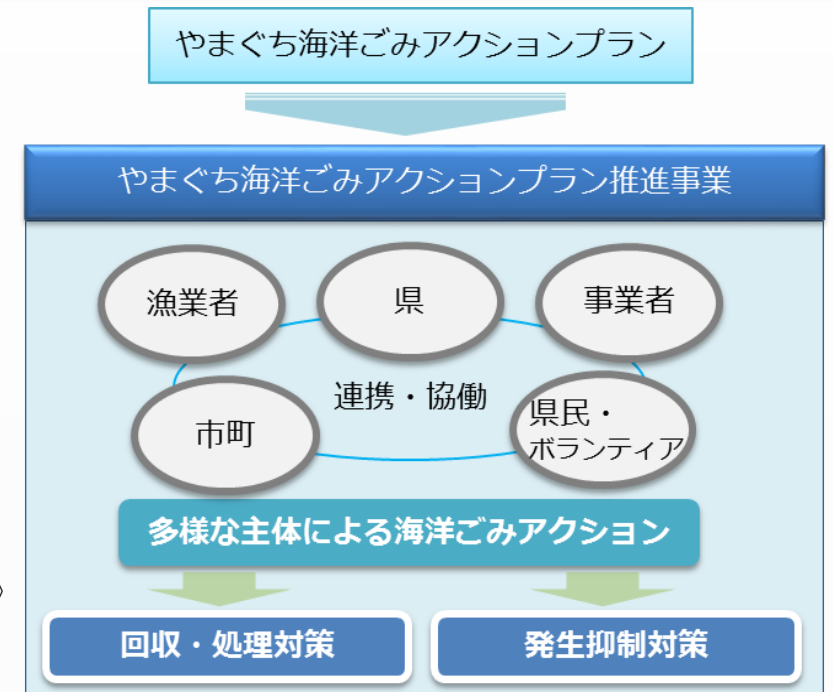 やまぐち海洋ごみアクションプラン
やまぐち海洋ごみアクションプラン推進事業
漁業者
県
事業者
連携・協働
市町
県民・
ボランティア
多様な主体による海洋ごみアクション
回収・処理対策
発生抑制対策